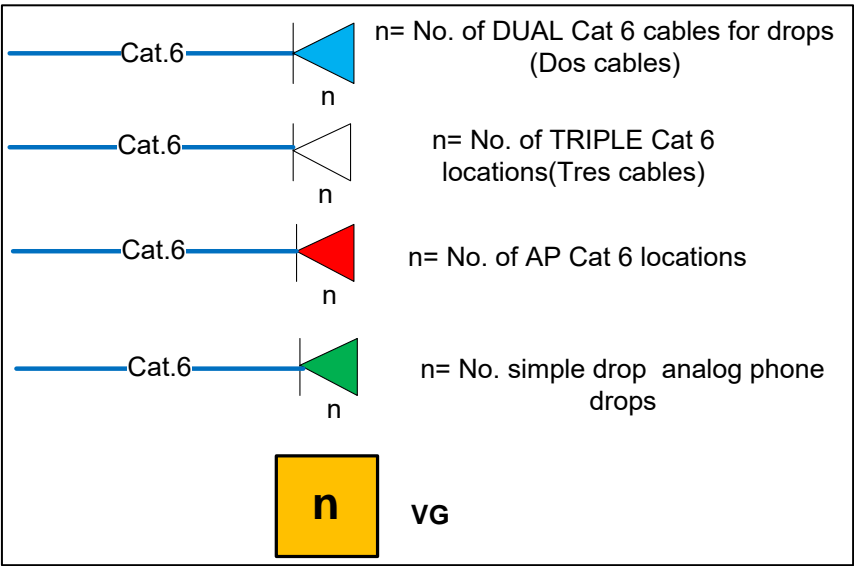 Cat.6
n= No. of DUAL Cat 6 cables for drops
(Dos cables)
n
Cat.6
n= No. of TRIPLE Cat 6
locations(Tres cables)
n
Cat.6
n= No. of AP Cat 6 locations
n
Cat.6
n= No. simple drop  analog phone
drops
n
n
VG